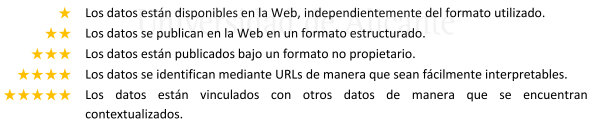 ★ Los datos están disponibles en la Web, independientemente del formato utilizado.
★★ Los datos se publican en la Web en un formato estructurado.
★★★ Los datos están publicados bajo un formato no propietario.
★★★★ Los datos se identifican mediante URLs de manera que sean fácilmente interpretables.
★★★★★ Los datos están vinculados con otros datos de manera que se encuentran
contextualizados.